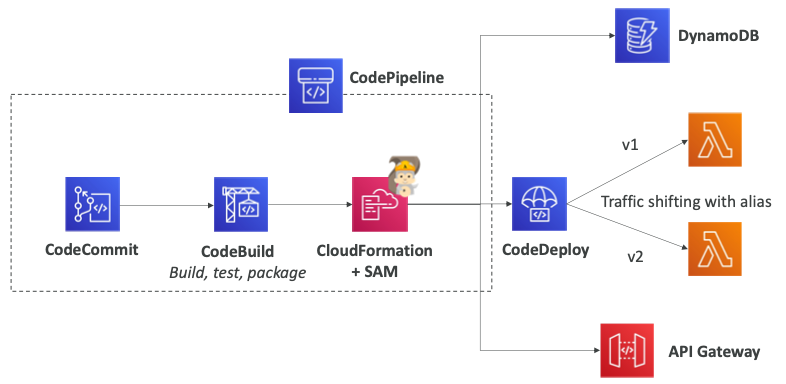 DynamoDB
CodePipeline
v1
Traffic shifting with alias
CodeCommit
CodeBuild
Build, test, package
CloudFormation
+ SAM
CodeDeploy
v2
API Gateway